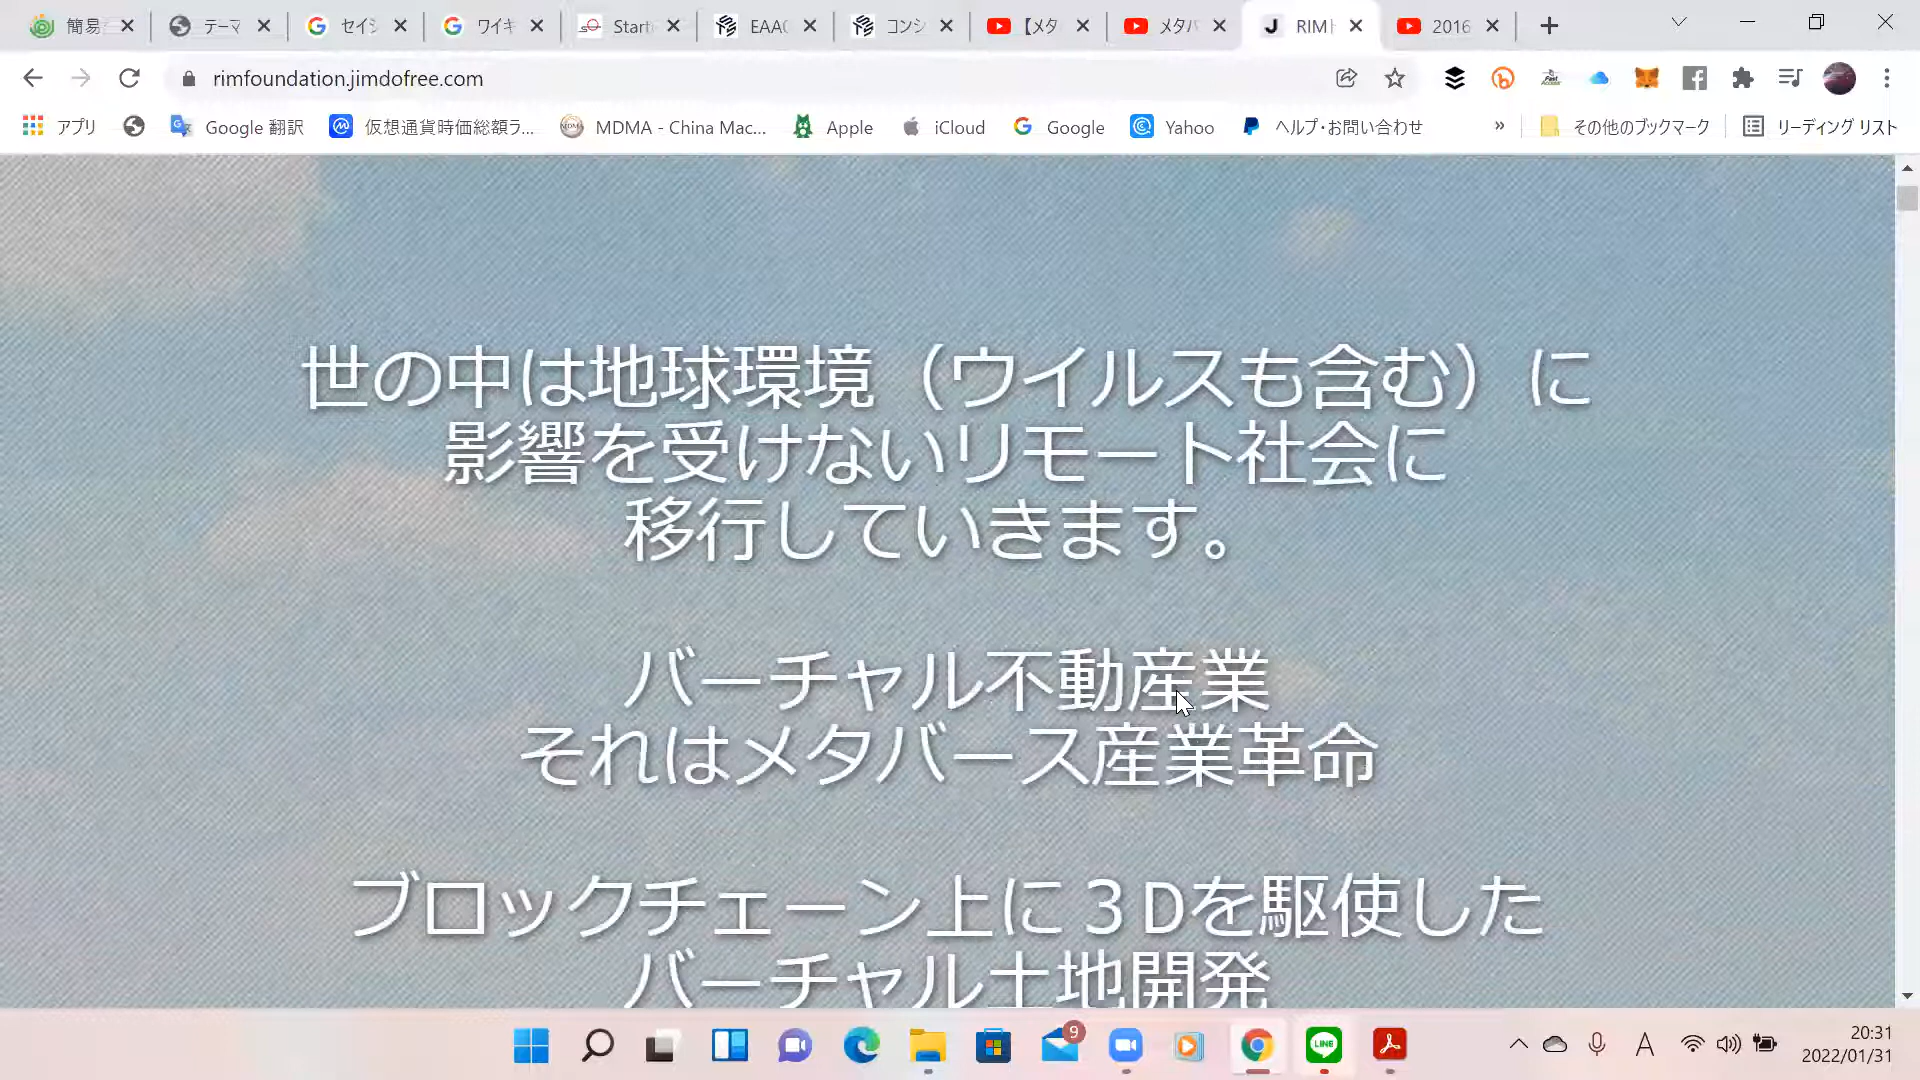 簡易
テーマ
セイシ
ワイキ
Start
EAAC
コンシ
【メタ
メタバ
RIM
2016
rimfoundation.jimdofree.com
アプリ
Google 翻訳
仮想通貨時価総額ラ...
MDMA - China Mac...
Apple
iCloud
Google
Yahoo
ヘルプ・お問い合わせ
»
その他のブックマーク
リーディング リスト
世の中は地球環境（ウイルスも含む）に
影響を受けないリモート社会に
移行していきます。
バーチャル不動産業
それはメタバース産業革命
ブロックチェーン上に３Dを駆使した
バーチャル土地開発
9
LINE
A
20:31
2022/01/31